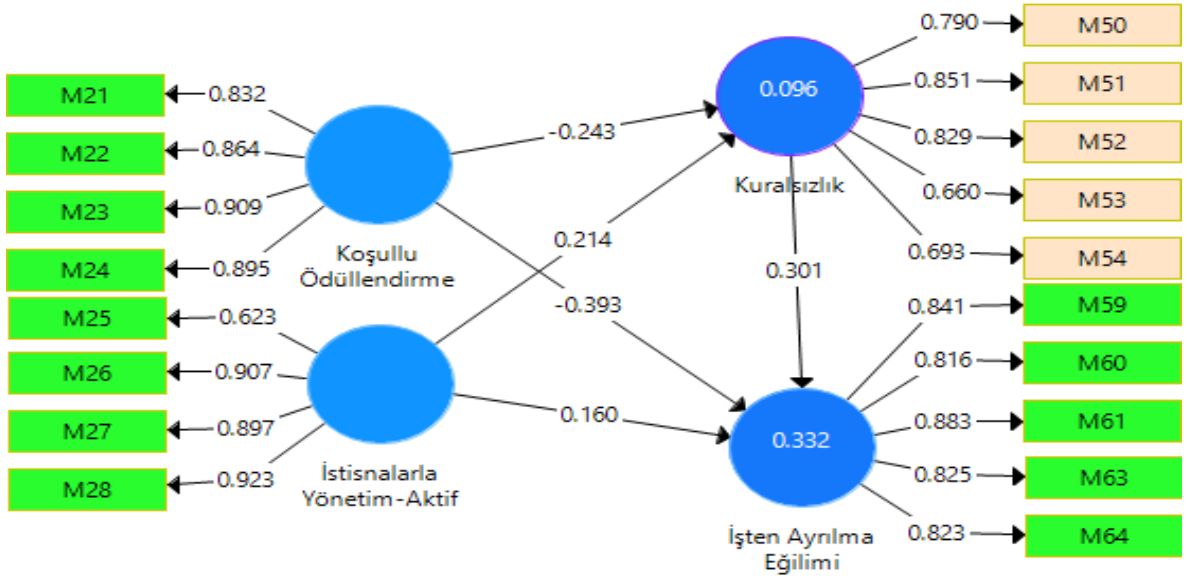 M21
M22
M23
M24
M25
M26
M27
M28
0.832
0.864
0.909
0.895
0.623
0.907
0.897
0.923
Koşullu
Ödüllendirme
İstisnalarla
Yönetim-Aktif
-0.243
0.214
-0.393
0.160
0.096
Kuralsızlık
0.301
0.332
İşten Ayrılma
Eğilimi
0.790
0.851
0.829
0.660
0.693
0.841
0.816
0.883
0.825
0.823
M50
M51
M52
M53
M54
M59
M60
M61
M63
M64